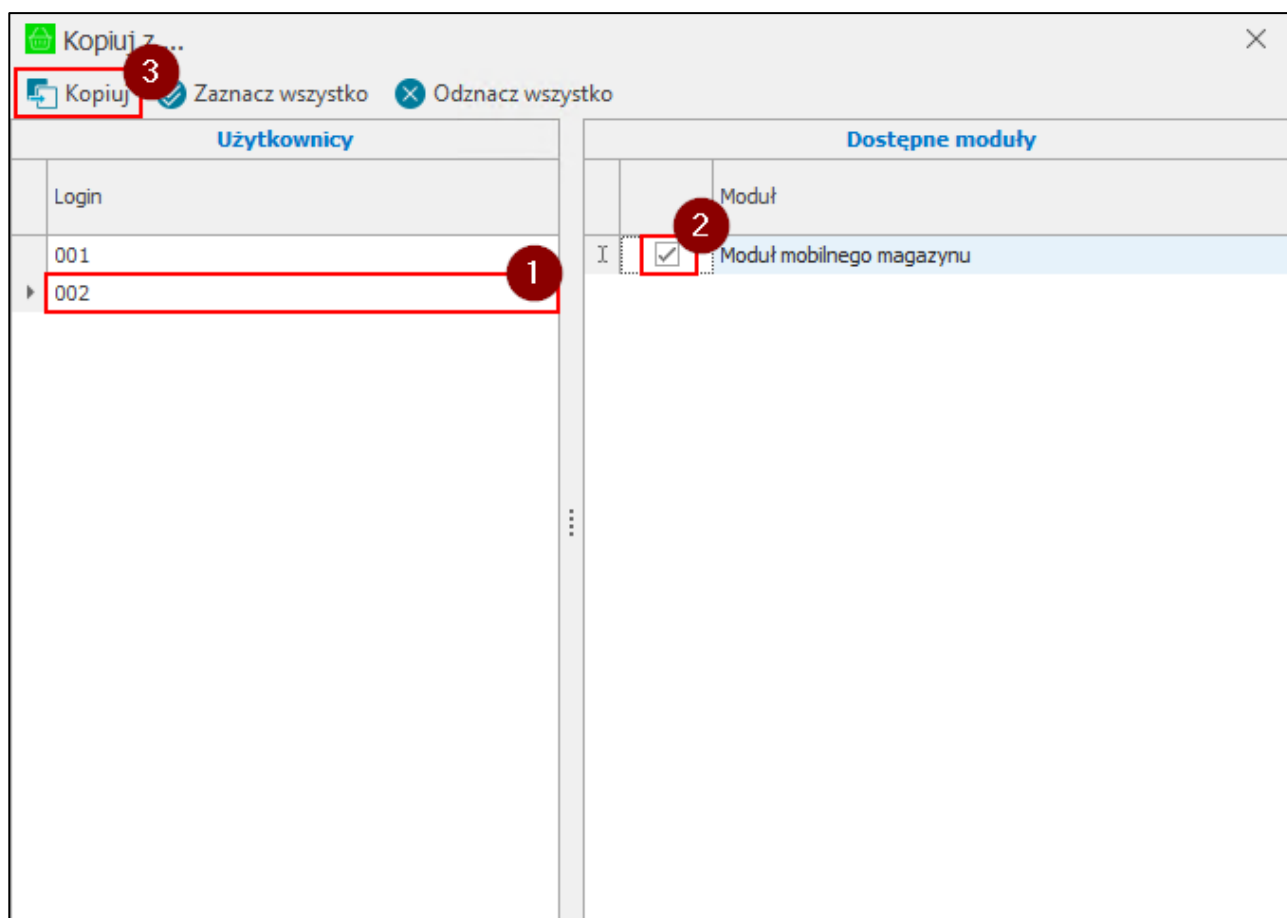 Kopiuj z ...
3
Kopiuj Zaznacz wszystko Odznacz wszystko
Użytkownicy
Login
001
002
1
Dostępne moduły
Moduł
2
Moduł mobilnego magazynu